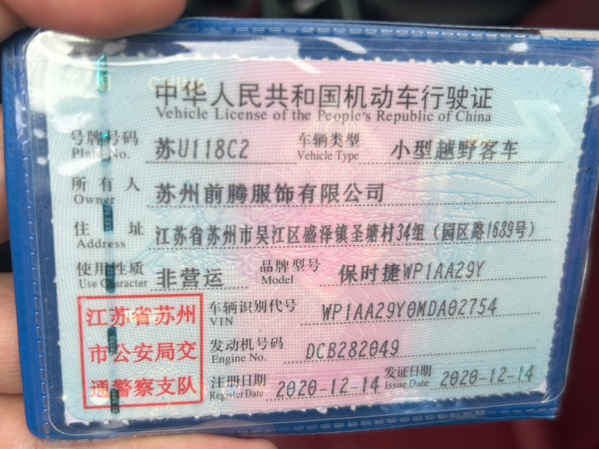 中华人民共和国机动车行驶证
Vehicle License of the People's Republic of China
号牌号码 苏U118C2 车辆类型 小型越野客车
Plate No. Vehicle Type
所有人 苏州前腾服饰有限公司
Owner
住址 江苏省苏州市吴江区盛泽镇圣塘村34组（园区路1689号）
Address
使用性质 非营运 品牌型号 保时捷WP1AA29Y
Use Character Model
江苏省苏州
市公安局交
通警察支队
车辆识别代号 WP1AA29Y0MDA02754
VIN
发动机号码 DCB282049
Engine No.
注册日期 2020-12-14 发证日期 2020-12-14
Register Date Issue Date